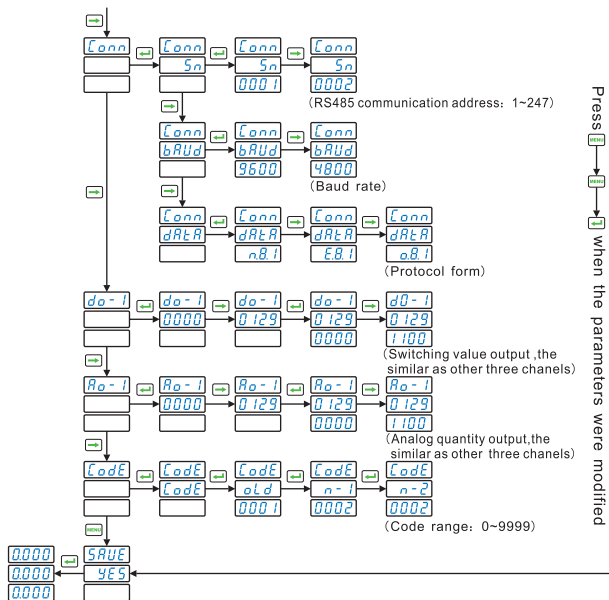 Conn Conn Conn Conn
Sn Sn Sn
0001 0002
(RS485 communication address: 1~247)
Conn Conn Conn
bAUd bAUd bAUd
9600 4800
(Baud rate)
Conn Conn Conn Conn
dAtA dAtA dAtA dAtA
n.8.1 E.8.1 o.8.1
(Protocol form)
do-1 do-1 do-1 do-1 d0-1
0000 0129 0129 0129
0000 1100
(Switching value output ,the
similar as other three chanels)
Ao-1 Ao-1 Ao-1 Ao-1 Ao-1
0000 0129 0129 0129
0000 1100
(Analog quantity output,the
similar as other three chanels)
CodE CodE CodE CodE CodE
CodE oLd n-1 n-2
0001 0002 0002
(Code range: 0~9999)
MENU
0.000 SAVE
0.000 YES
0.000
Press MENU MENU when the parameters were modified